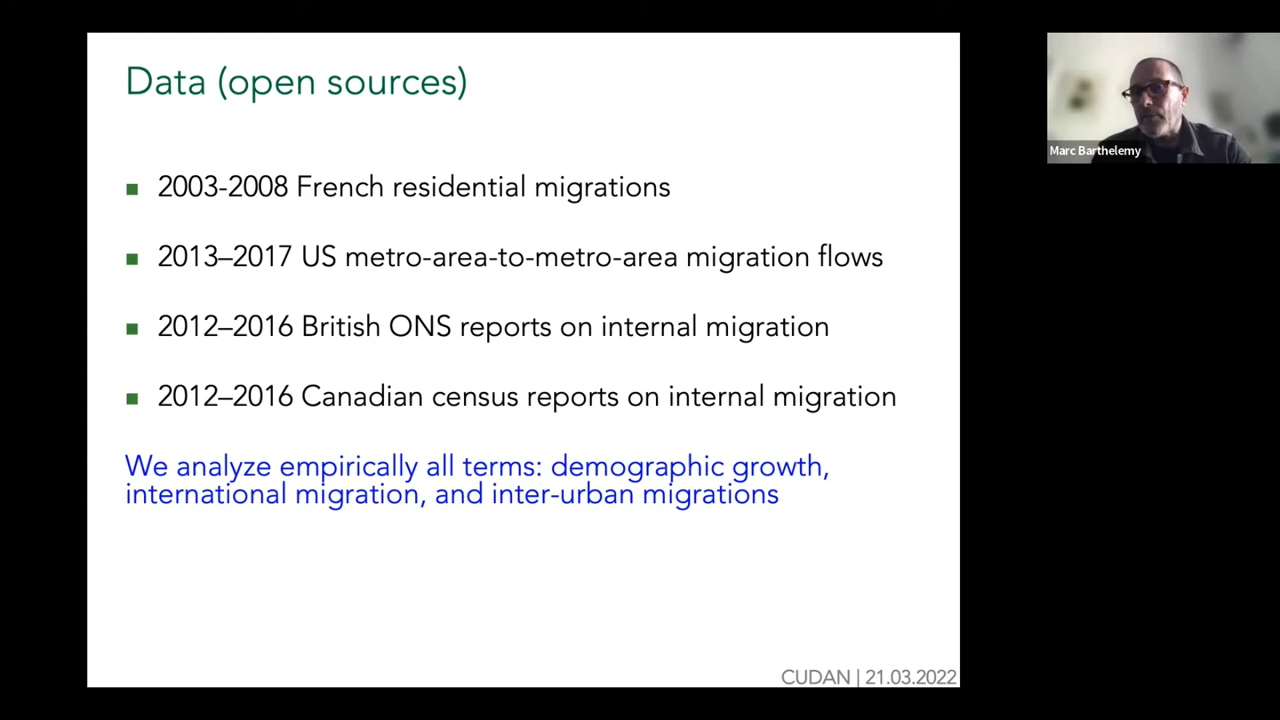 Data (open sources)
2003-2008 French residential migrations
2013–2017 US metro-area-to-metro-area migration flows
2012–2016 British ONS reports on internal migration
2012–2016 Canadian census reports on internal migration
We analyze empirically all terms: demographic growth,
international migration, and inter-urban migrations
CUDAN | 21.03.2022
Marc Barthelemy